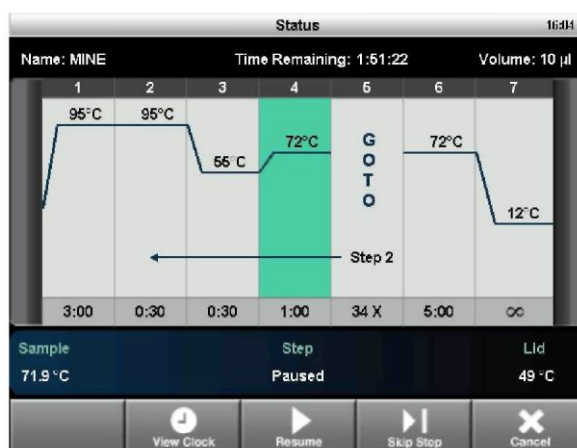 Status 16:04
Name: MINE Time Remaining: 1:51:22 Volume: 10 µl
1 2 3 4 5 6 7
95°C 95°C 55°C 72°C 72°C 12°C
G
O
T
O
Step 2
3:00 0:30 0:30 1:00 34 X 5:00 ∞
Sample Step Lid
71.9 °C Paused 49 °C
View Clock Resume Skip Step Cancel